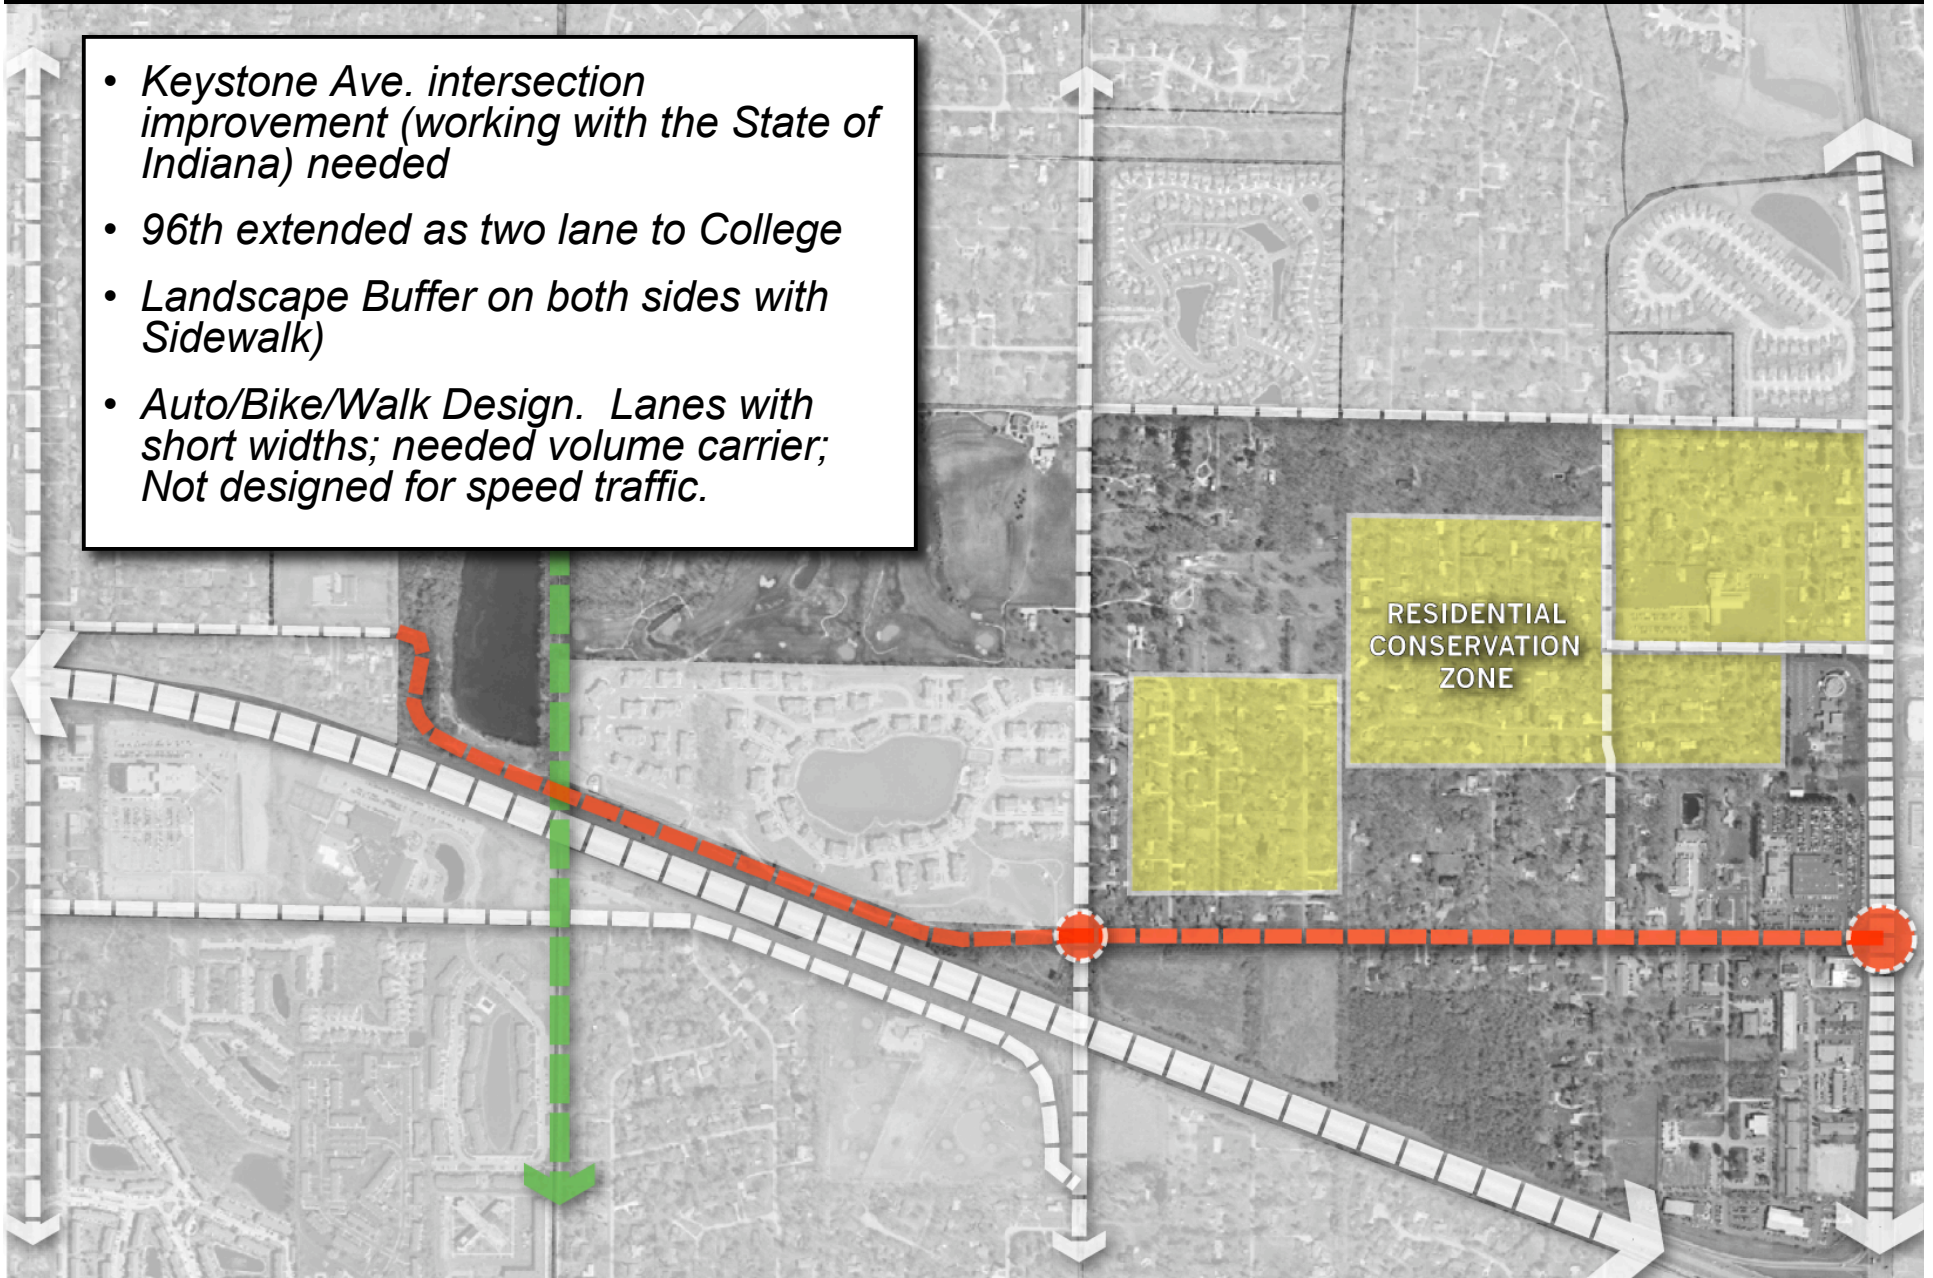 • Keystone Ave. intersection
improvement (working with the State of
Indiana) needed
• 96th extended as two lane to College
• Landscape Buffer on both sides with
Sidewalk)
• Auto/Bike/Walk Design.  Lanes with
short widths; needed volume carrier;
Not designed for speed traffic.
RESIDENTIAL
CONSERVATION
ZONE